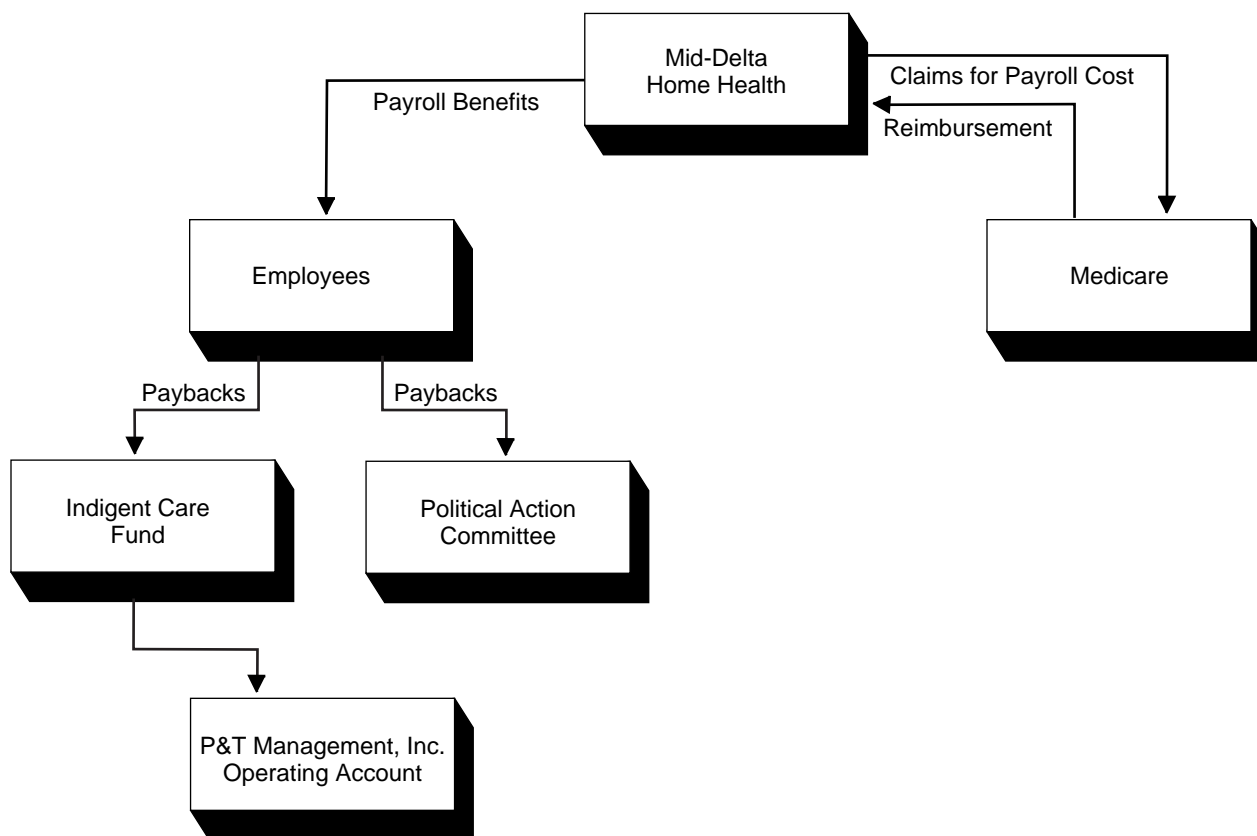 Mid-Delta
Home Health
Payroll Benefits
Claims for Payroll Cost
Reimbursement
Employees
Medicare
Paybacks
Paybacks
Indigent Care
Fund
Political Action
Committee
P&T Management, Inc.
Operating Account